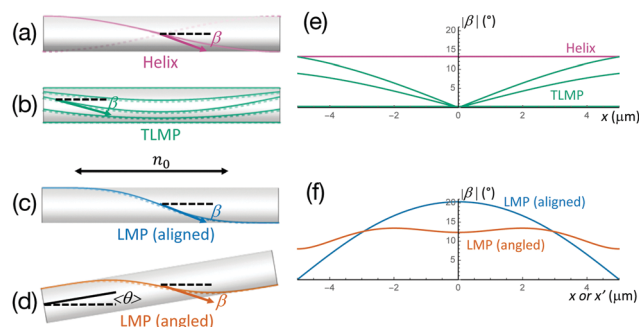 (a)
β
Helix
(b)
β
TLMP
n₀
(c)
β
LMP (aligned)
(d)
<θ>
β
LMP (angled)
(e)
|β| (°)
20
15
10
5
Helix
TLMP
-4
-2
0
2
4
x (μm)
(f)
|β| (°)
20
15
10
5
LMP (aligned)
LMP (angled)
-4
-2
0
2
4
x or x' (μm)